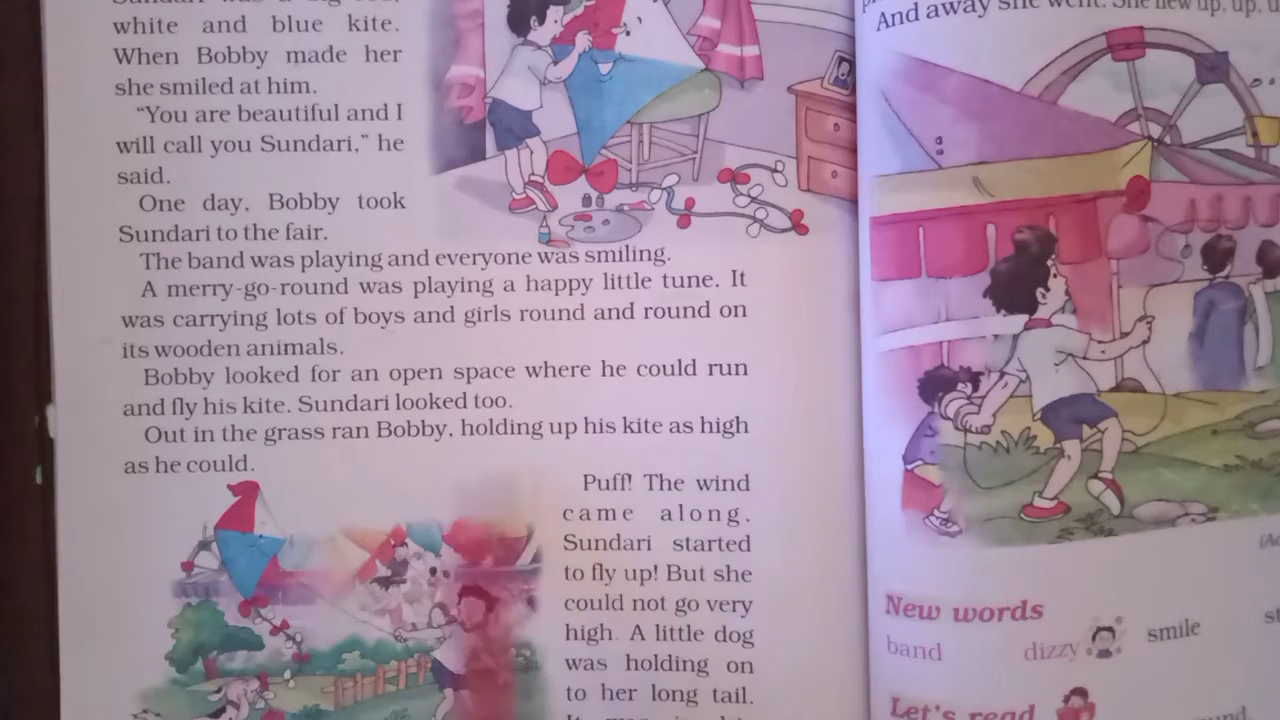 white and blue kite.
When Bobby made her
she smiled at him.
“You are beautiful and I
will call you Sundari,” he
said.
One day, Bobby took
Sundari to the fair.
The band was playing and everyone was smiling.
A merry-go-round was playing a happy little tune. It
was carrying lots of boys and girls round and round on
its wooden animals.
Bobby looked for an open space where he could run
and fly his kite. Sundari looked too.
Out in the grass ran Bobby, holding up his kite as high
as he could.
Puff! The wind
came along.
Sundari started
to fly up! But she
could not go very
high. A little dog
was holding on
to her long tail.
And away she went. She flew up, up,
New words
band dizzy smile
Let's read